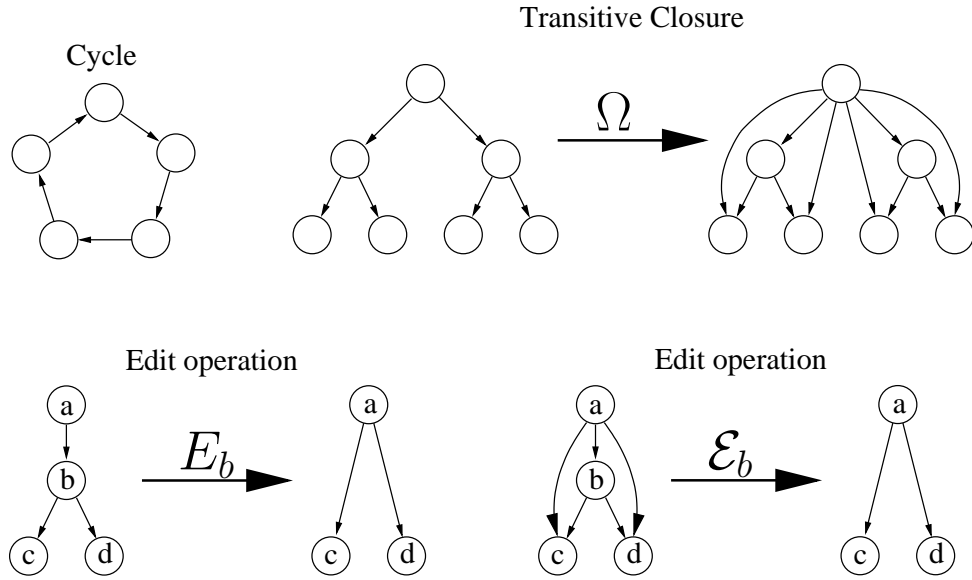 Transitive Closure
Cycle
Ω
Edit operation
Edit operation
a
a
a
a
b
E_b
b
ℰ_b
c
d
c
d
c
d
c
d